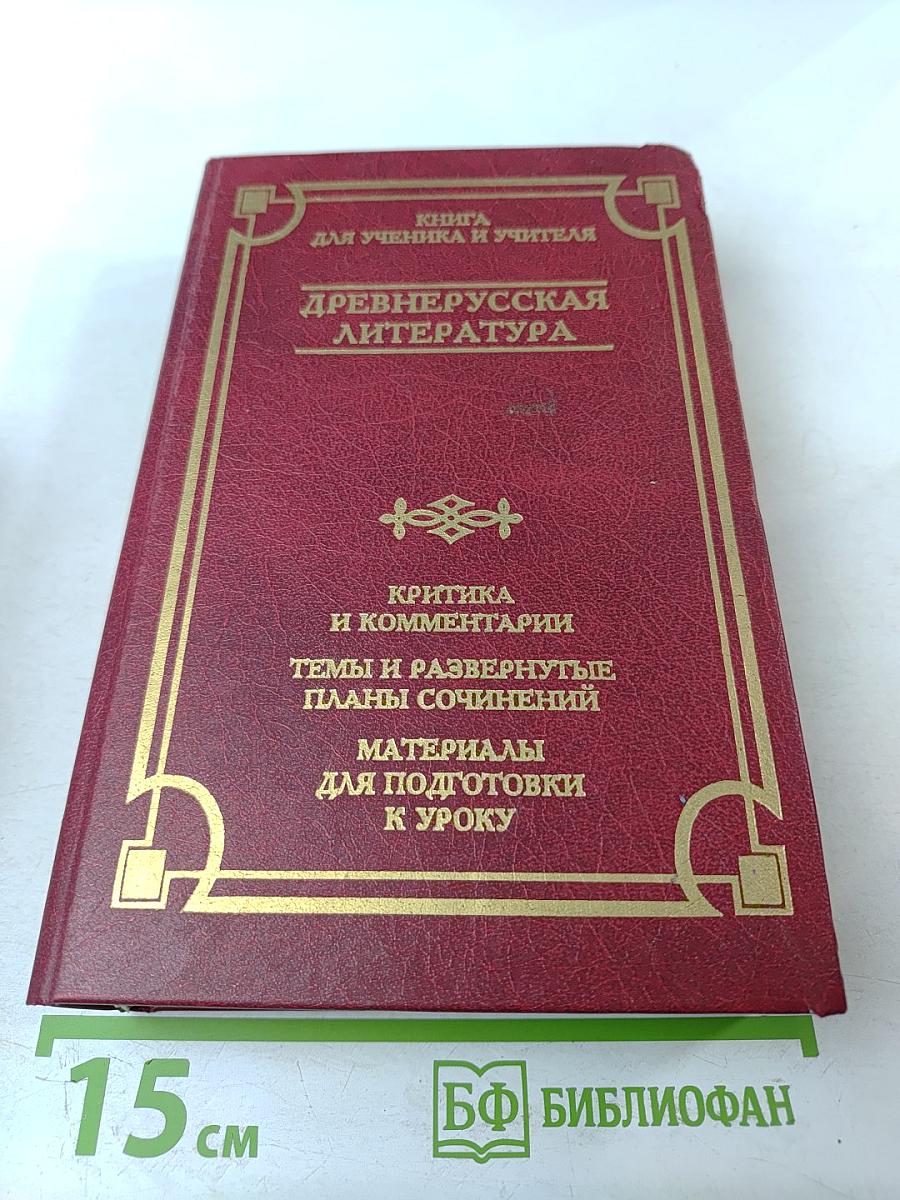 КНИГА
ДЛЯ УЧЕНИКА И УЧИТЕЛЯ
ДРЕВНЕРУССКАЯ
ЛИТЕРАТУРА
КРИТИКА
И КОММЕНТАРИИ
ТЕМЫ И РАЗВЕРНУТЫЕ
ПЛАНЫ СОЧИНЕНИЙ
МАТЕРИАЛЫ
ДЛЯ ПОДГОТОВКИ
К УРОКУ
15 см
БФ БИБЛИОФАН